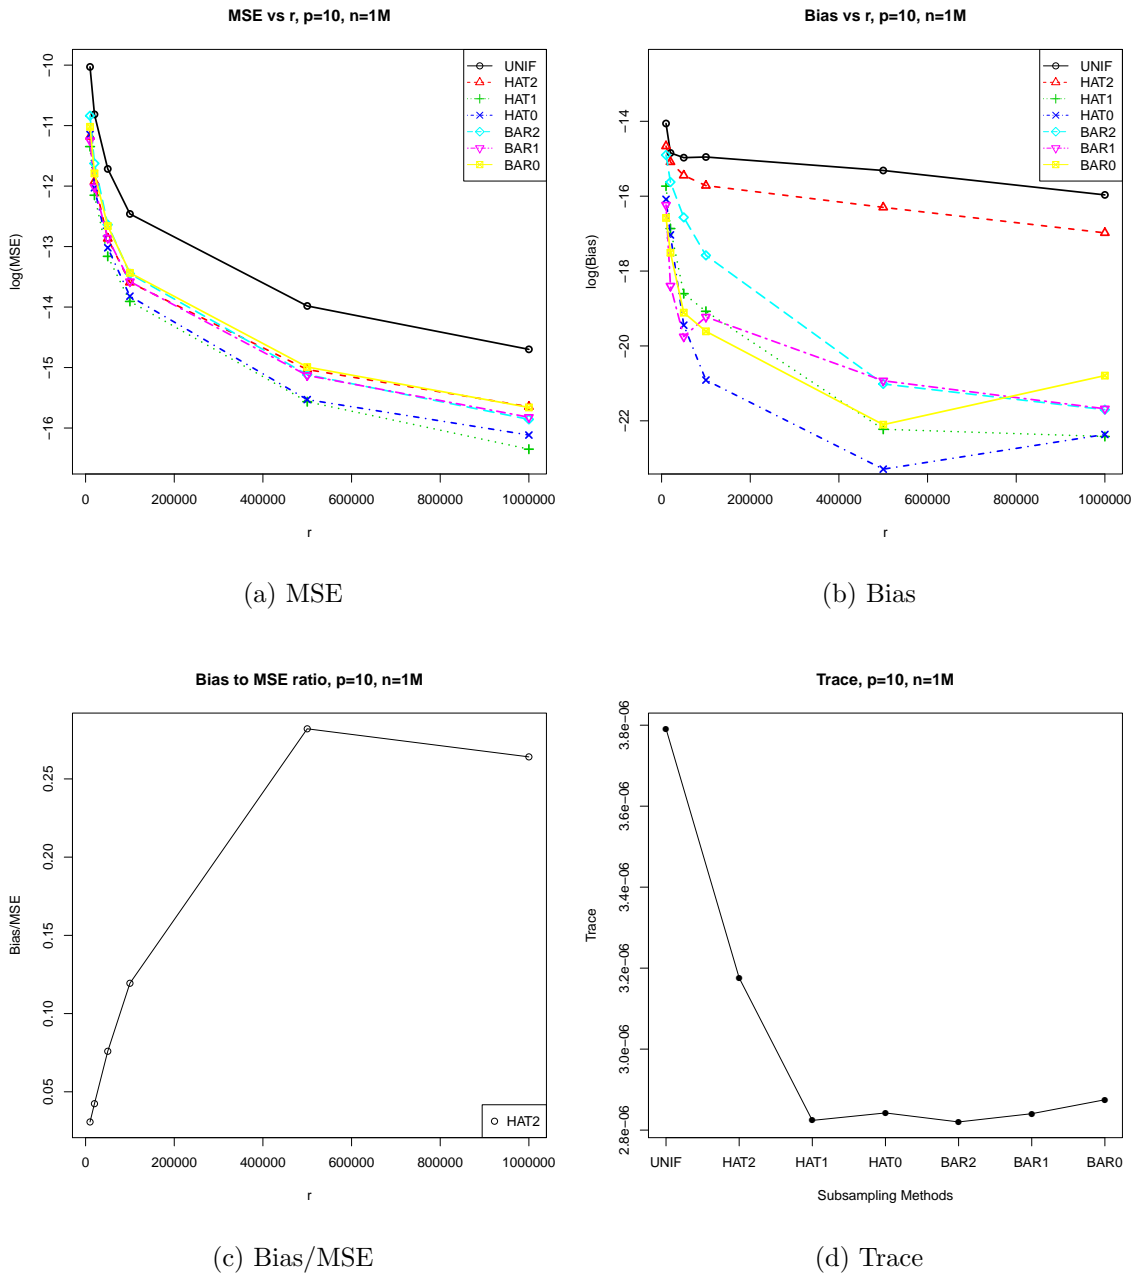 MSE vs r, p=10, n=1M
log(MSE)
-10
-11
-12
-13
-14
-15
-16
UNIF
HAT2
HAT1
HAT0
BAR2
BAR1
BAR0
0 200000 400000 600000 800000 1000000
r
(a) MSE
Bias vs r, p=10, n=1M
log(Bias)
-14
-16
-18
-20
-22
UNIF
HAT2
HAT1
HAT0
BAR2
BAR1
BAR0
0 200000 400000 600000 800000 1000000
r
(b) Bias
Bias to MSE ratio, p=10, n=1M
Bias/MSE
0.25
0.20
0.15
0.10
0.05
HAT2
0 200000 400000 600000 800000 1000000
r
(c) Bias/MSE
Trace, p=10, n=1M
Trace
3.8e-06
3.6e-06
3.4e-06
3.2e-06
3.0e-06
2.8e-06
UNIF HAT2 HAT1 HAT0 BAR2 BAR1 BAR0
Subsampling Methods
(d) Trace